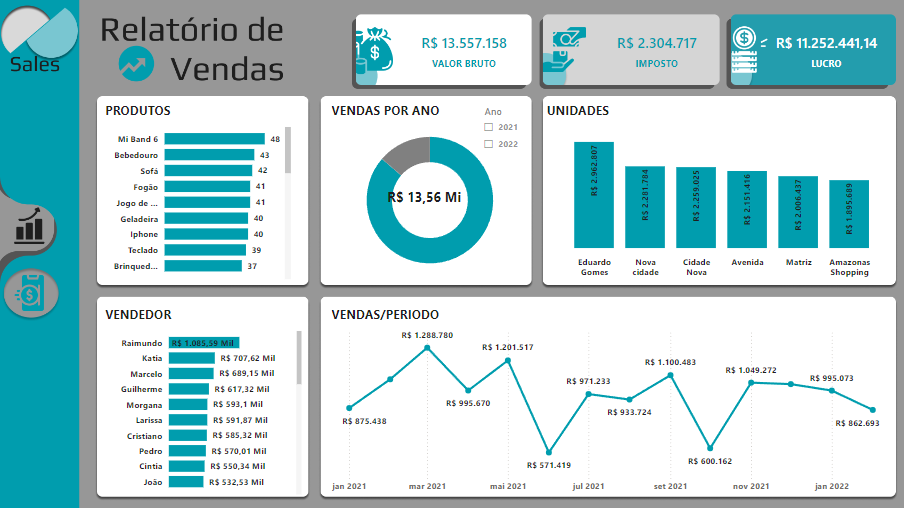 Sales
Relatório de
Vendas
R$ 13.557.158
VALOR BRUTO
R$ 2.304.717
IMPOSTO
R$ 11.252.441,14
LUCRO
PRODUTOS
Mi Band 6 48
Bebedouro 43
Sofá 42
Fogão 41
Jogo de ... 41
Geladeira 40
Iphone 40
Teclado 39
Brinqued... 37
VENDAS POR ANO
Ano
2021
2022
R$ 13,56 Mi
UNIDADES
R$ 2.962.807
R$ 2.281.784
R$ 2.259.025
R$ 2.151.416
R$ 2.006.437
R$ 1.895.689
Eduardo Gomes
Nova cidade
Cidade Nova
Avenida
Matriz
Amazonas Shopping
VENDEDOR
Raimundo R$ 1.085,59 Mil
Katia R$ 707,62 Mil
Marcelo R$ 689,15 Mil
Guilherme R$ 617,32 Mil
Morgana R$ 593,1 Mil
Larissa R$ 591,87 Mil
Cristiano R$ 585,32 Mil
Pedro R$ 570,01 Mil
Cintia R$ 550,34 Mil
João R$ 532,53 Mil
VENDAS/PERIODO
R$ 875.438
R$ 1.288.780
R$ 995.670
R$ 1.201.517
R$ 571.419
R$ 971.233
R$ 933.724
R$ 1.100.483
R$ 600.162
R$ 1.049.272
R$ 995.073
R$ 862.693
jan 2021 mar 2021 mai 2021 jul 2021 set 2021 nov 2021 jan 2022